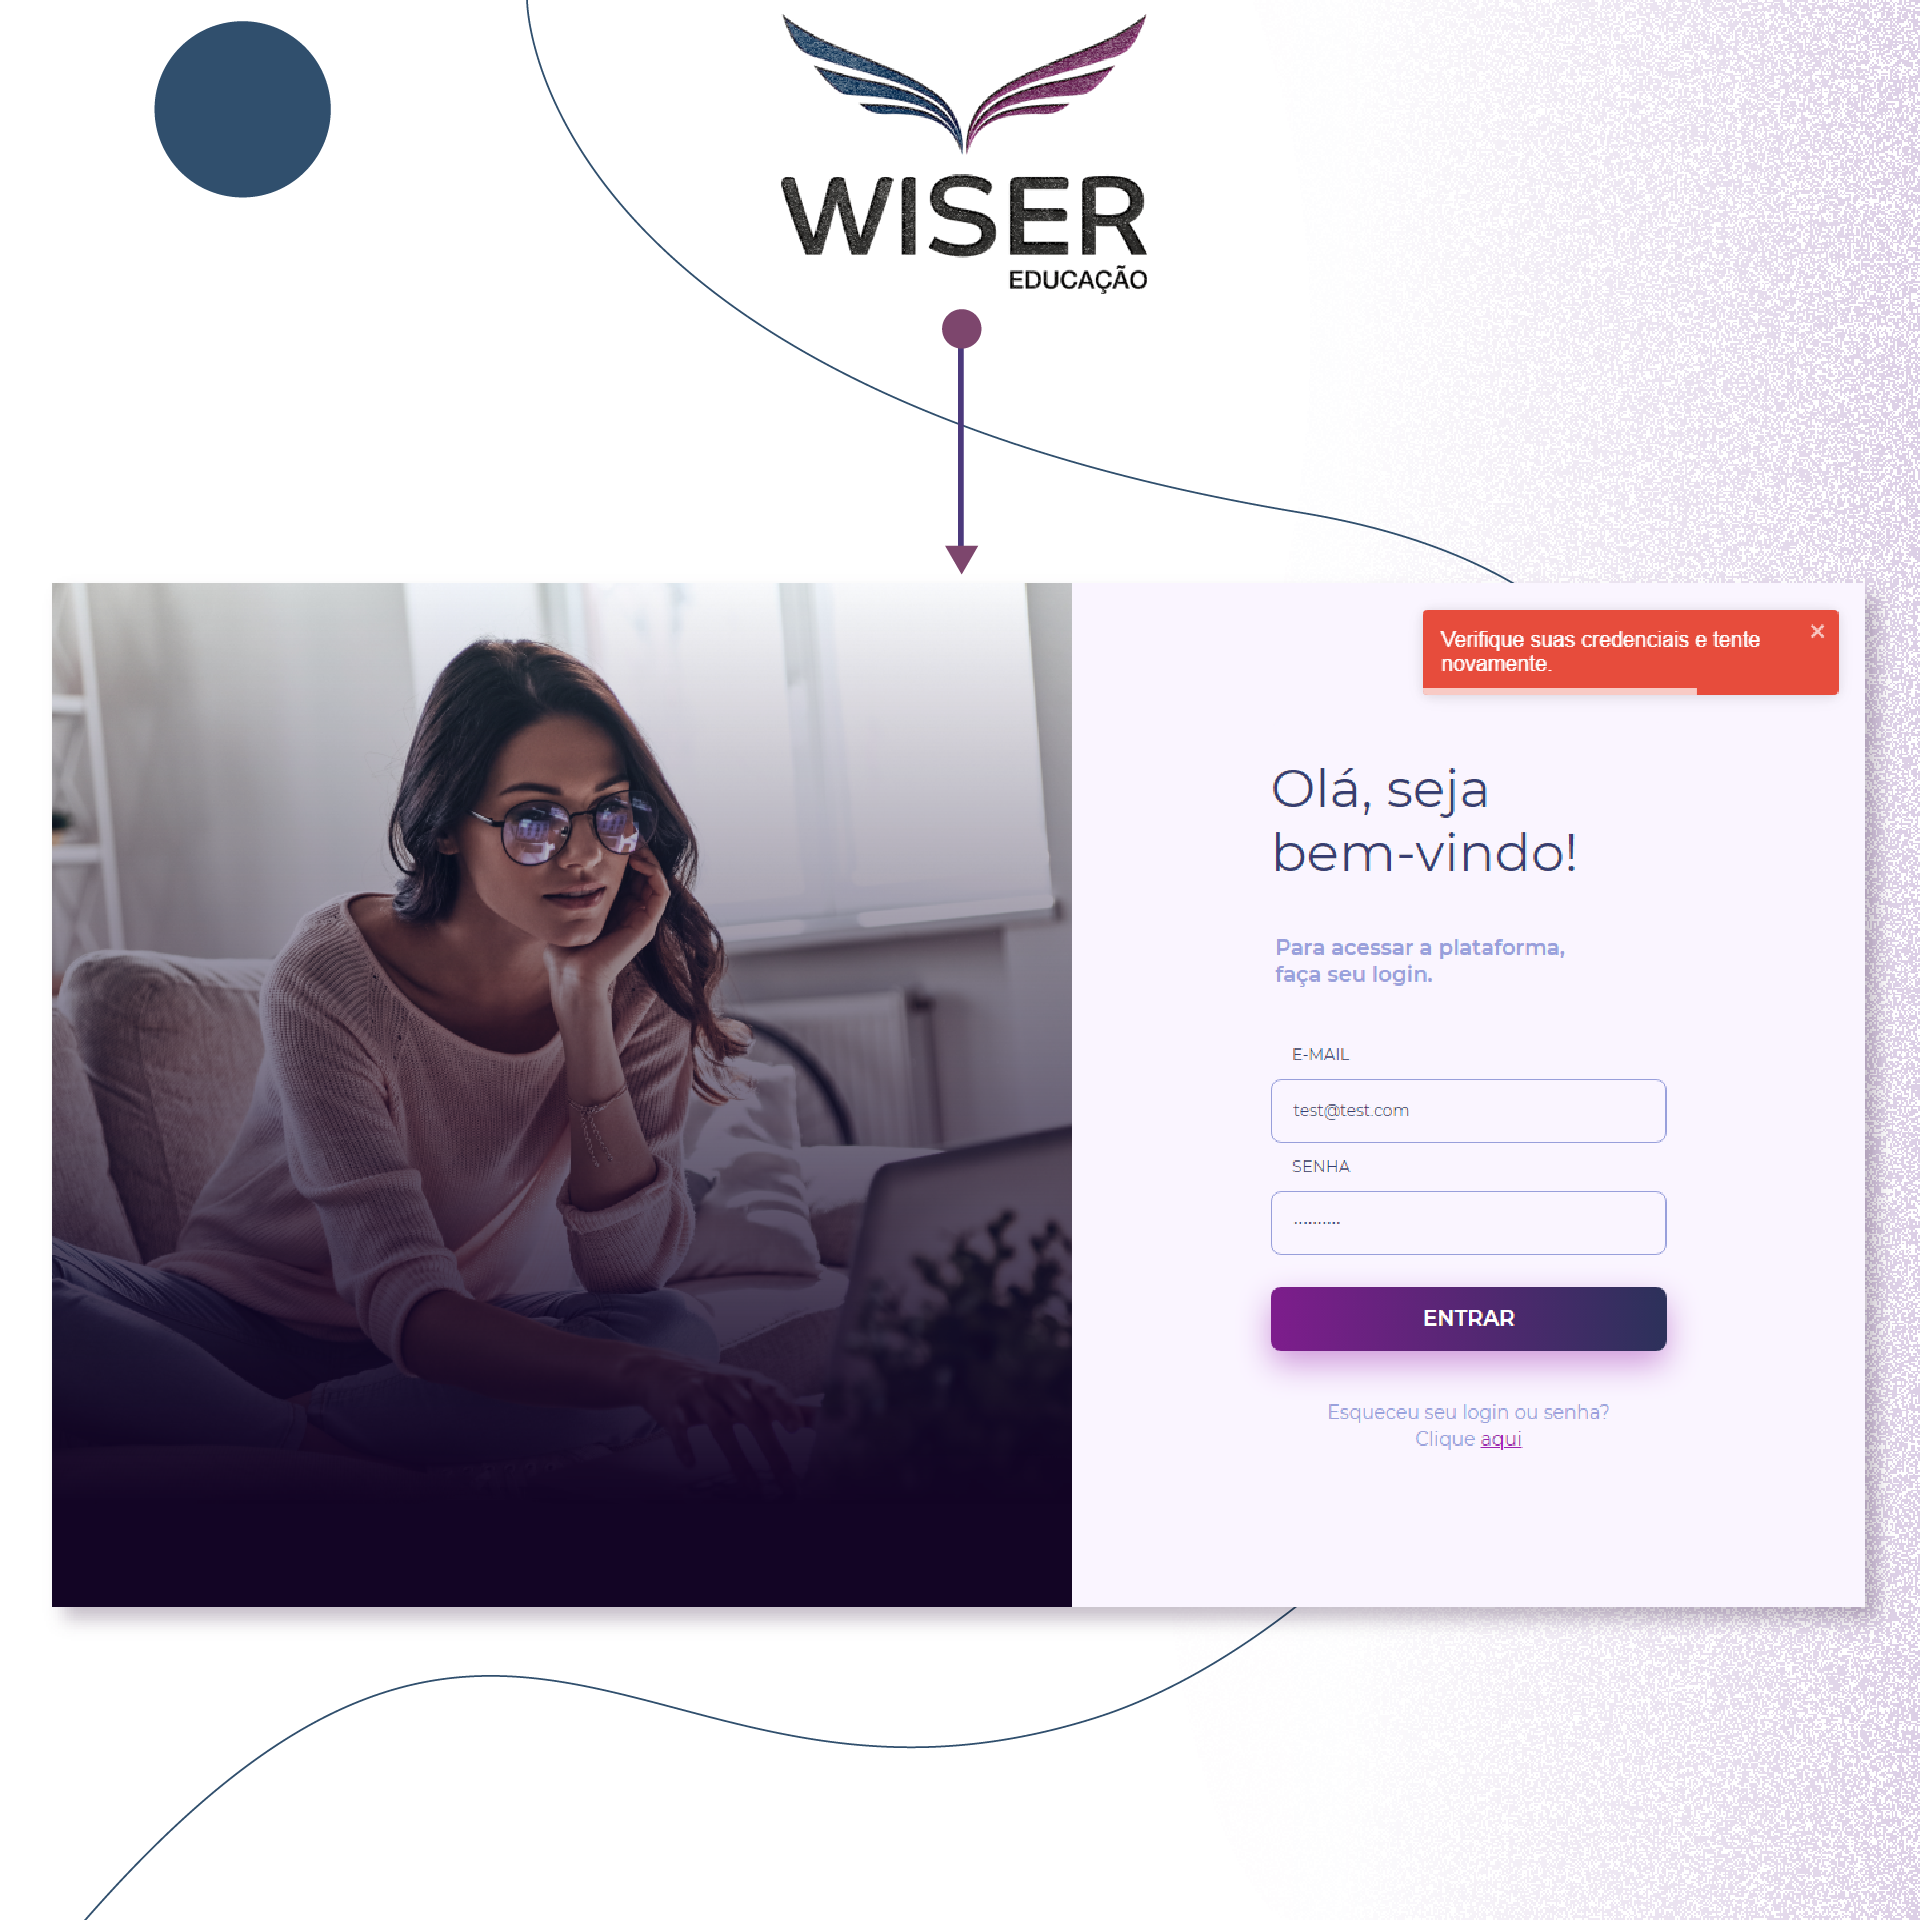 WISER
EDUCAÇÃO
Verifique suas credenciais e tente
novamente.
Olá, seja
bem-vindo!
Para acessar a plataforma,
faça seu login.
E-MAIL
test@test.com
SENHA
ENTRAR
Esqueceu seu login ou senha?
Clique aqui